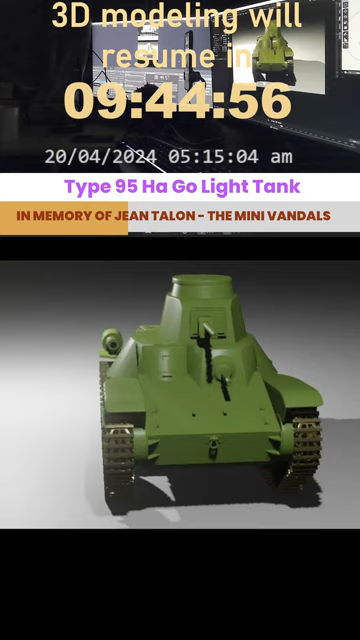 3D modeling will
resume in
09:44:56
20/04/2024 05:15:04 am
Type 95 Ha Go Light Tank
IN MEMORY OF JEAN TALON - THE MINI VANDALS